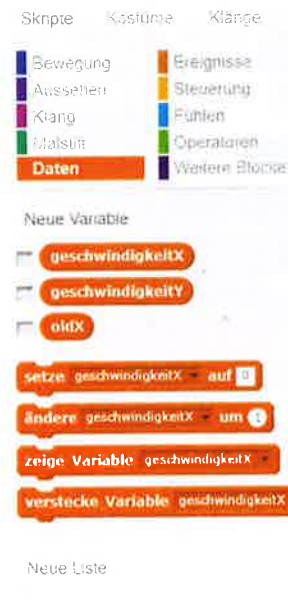 Skripte Kostüme Klänge
Bewegung Ereignisse
Aussehen Steuerung
Klang Fühlen
Malstift Operatoren
Daten Weitere Blöcke
Neue Variable
geschwindigkeitX
geschwindigkeitY
oldX
setze geschwindigkeitX auf 0
ändere geschwindigkeitX um 1
zeige Variable geschwindigkeitX
verstecke Variable geschwindigkeitX
Neue Liste